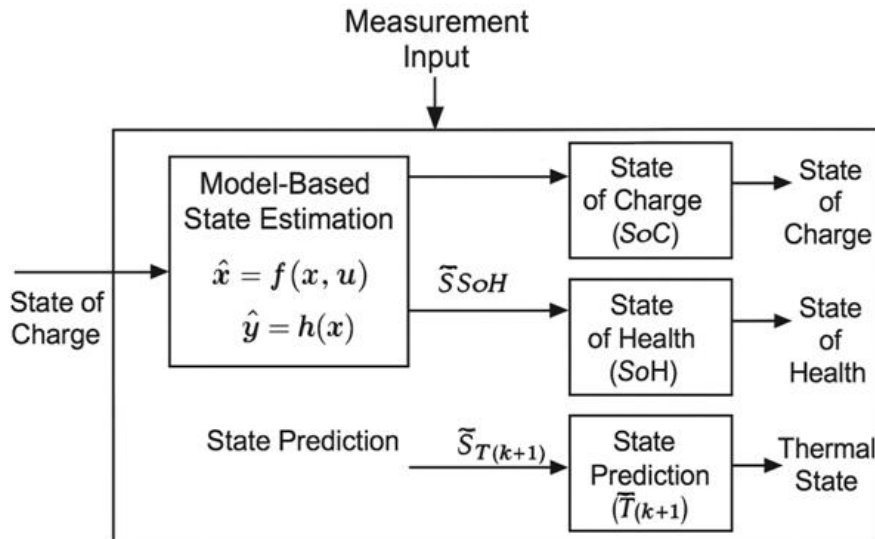 Measurement
Input
Model-Based
State Estimation
x̂ = f(x, u)
ŷ = h(x)
State of
Charge
State
of Charge
(SoC)
State
of
Charge
S̃SoH
State
of Health
(SoH)
State
of
Health
State Prediction
S̃T(k+1)
State
Prediction
(T̃(k+1))
Thermal
State